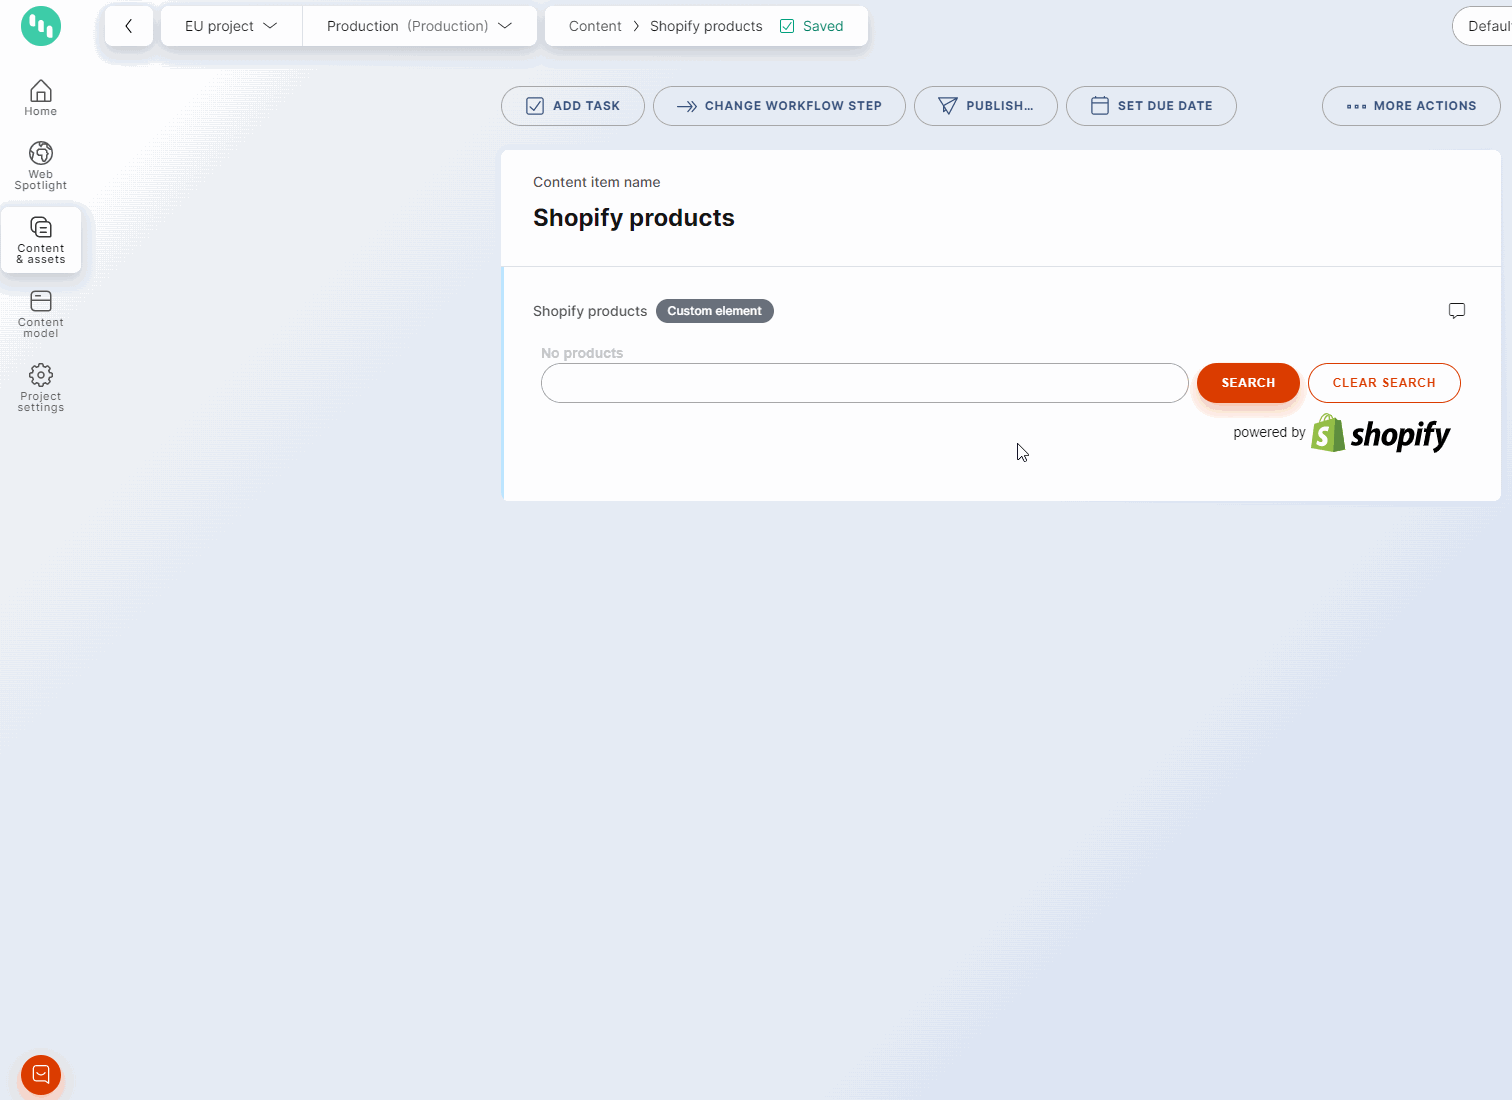 EU project
Production (Production)
Content > Shopify products
Saved
Defaul
Home
Web
Spotlight
Content
& assets
Content
model
Project
settings
ADD TASK
CHANGE WORKFLOW STEP
PUBLISH...
SET DUE DATE
MORE ACTIONS
Content item name
Shopify products
Shopify products
Custom element
No products
SEARCH
CLEAR SEARCH
powered by shopify